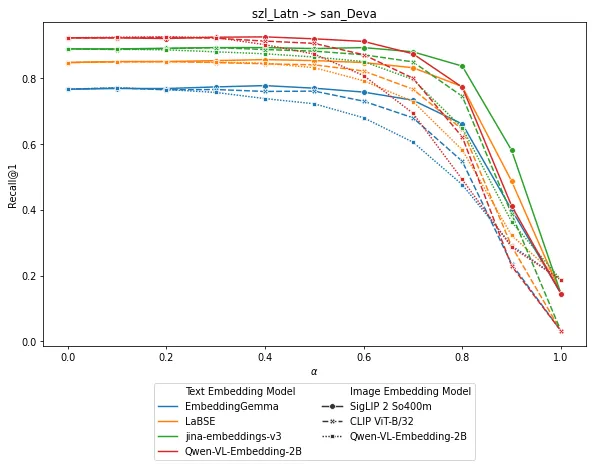 szl_Latn -> san_Deva
Recall@1
0.8
0.6
0.4
0.2
0.0
0.0 0.2 0.4 0.6 0.8 1.0
α
Text Embedding Model Image Embedding Model
EmbeddingGemma SigLIP 2 So400m
LaBSE CLIP ViT-B/32
jina-embeddings-v3 Qwen-VL-Embedding-2B
Qwen-VL-Embedding-2B